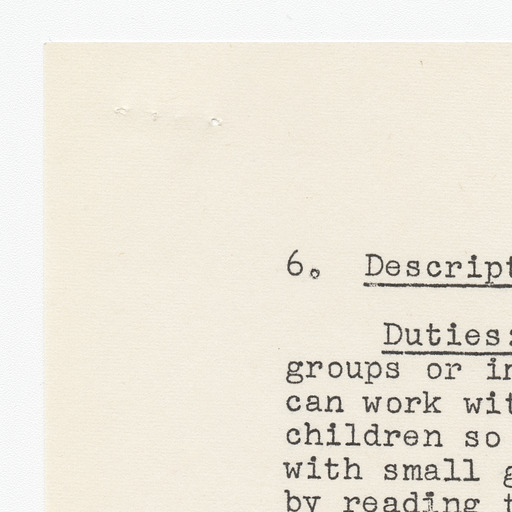 6. Descript
Duties:
groups or in
can work wit
children so
with small g
by reading t